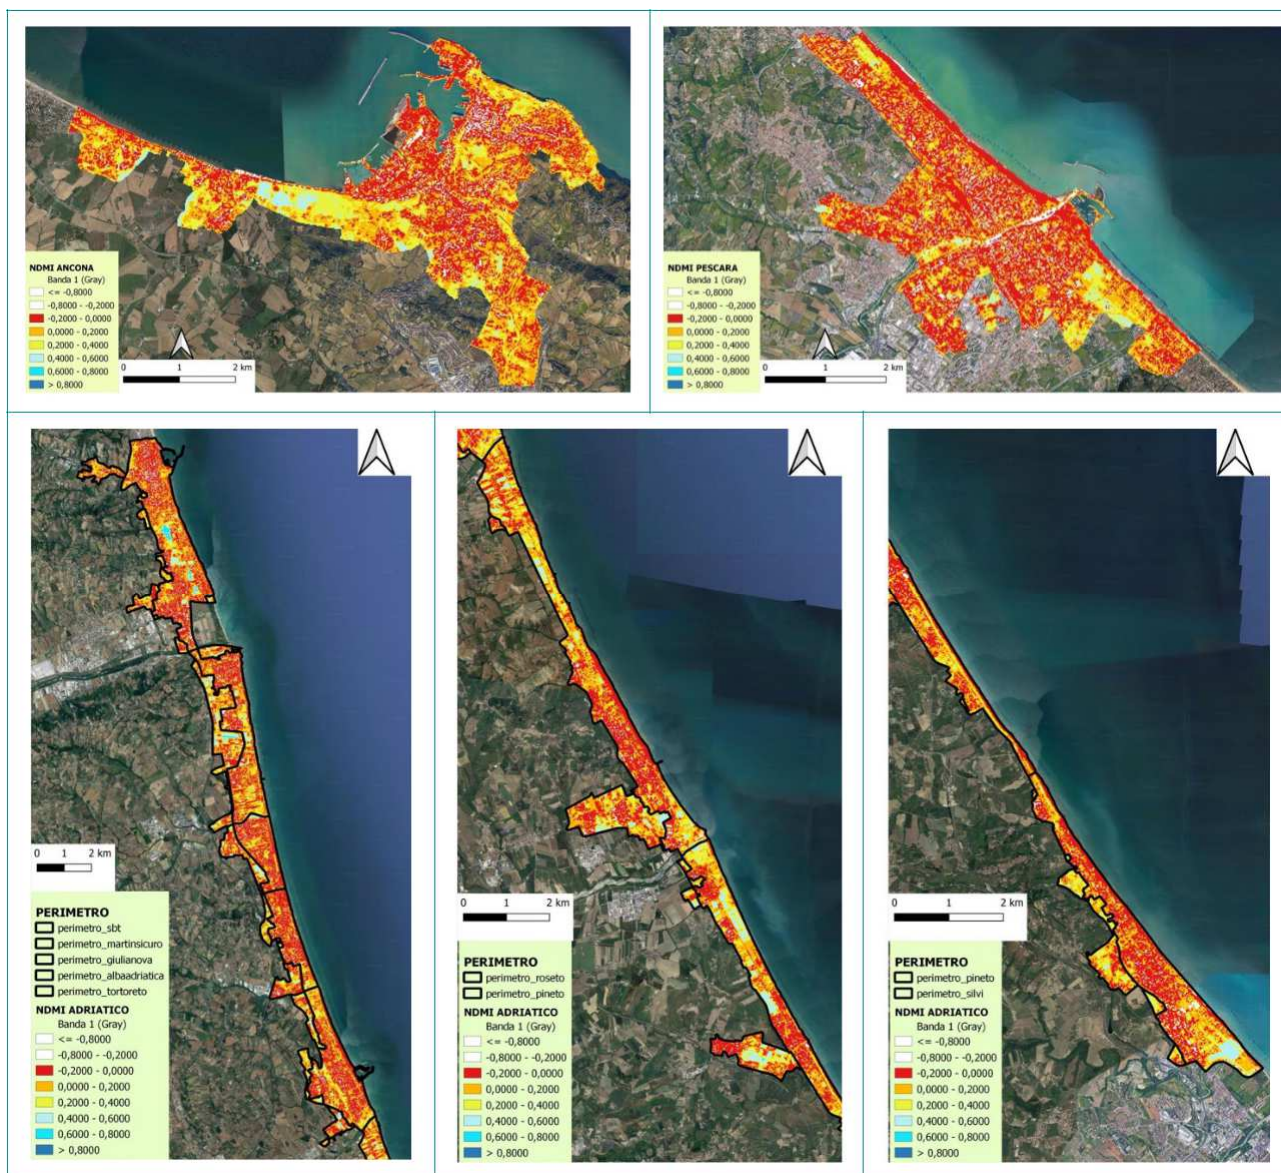 NDMI ANCONA
Banda 1 (Gray)
<= -0,8000
-0,8000 - -0,2000
-0,2000 - 0,0000
0,0000 - 0,2000
0,2000 - 0,4000
0,4000 - 0,6000
0,6000 - 0,8000
> 0,8000
0 1 2 km
NDMI PESCARA
Banda 1 (Gray)
<= -0,8000
-0,8000 - -0,2000
-0,2000 - 0,0000
0,0000 - 0,2000
0,2000 - 0,4000
0,4000 - 0,6000
0,6000 - 0,8000
> 0,8000
0 1 2 km
0 1 2 km
PERIMETRO
perimetro_sbt
perimetro_martinsicuro
perimetro_giulianova
perimetro_albaadriatica
perimetro_tortoreto
NDMI ADRIATICO
Banda 1 (Gray)
<= -0,8000
-0,8000 - -0,2000
-0,2000 - 0,0000
0,0000 - 0,2000
0,2000 - 0,4000
0,4000 - 0,6000
0,6000 - 0,8000
> 0,8000
0 1 2 km
PERIMETRO
perimetro_roseto
perimetro_pineto
NDMI ADRIATICO
Banda 1 (Gray)
<= -0,8000
-0,8000 - -0,2000
-0,2000 - 0,0000
0,0000 - 0,2000
0,2000 - 0,4000
0,4000 - 0,6000
0,6000 - 0,8000
> 0,8000
0 1 2 km
PERIMETRO
perimetro_pineto
perimetro_silvi
NDMI ADRIATICO
Banda 1 (Gray)
<= -0,8000
-0,8000 - -0,2000
-0,2000 - 0,0000
0,0000 - 0,2000
0,2000 - 0,4000
0,4000 - 0,6000
0,6000 - 0,8000
> 0,8000